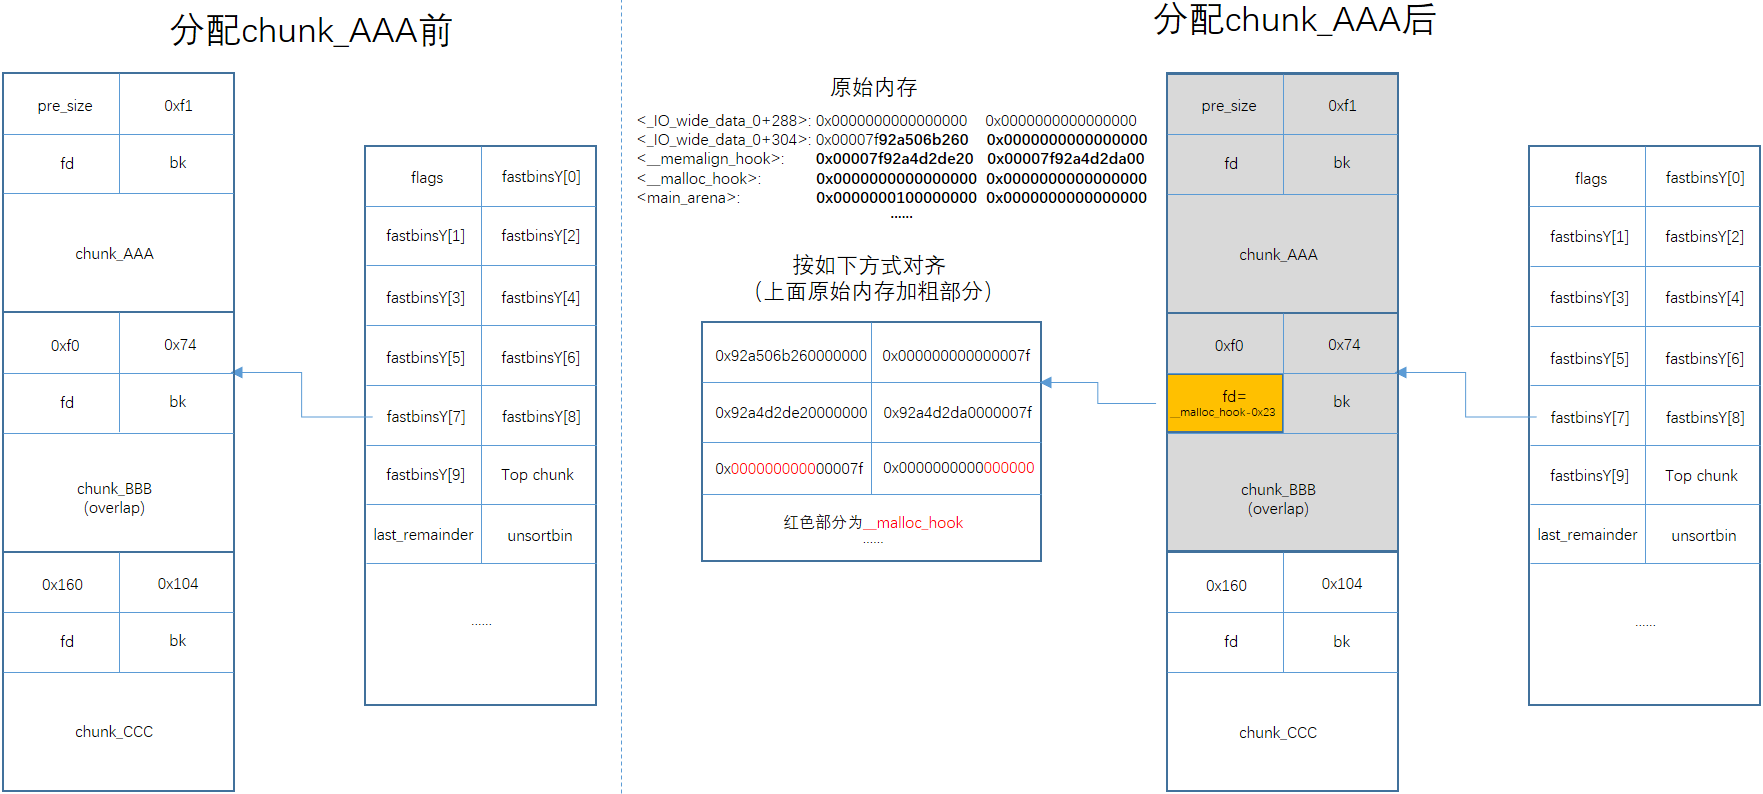 分配chunk_AAA前
pre_size 0xf1
fd bk
chunk_AAA
0xf0 0x74
fd bk
chunk_BBB
(overlap)
0x160 0x104
fd bk
chunk_CCC
flags fastbinsY[0]
fastbinsY[1] fastbinsY[2]
fastbinsY[3] fastbinsY[4]
fastbinsY[5] fastbinsY[6]
fastbinsY[7] fastbinsY[8]
fastbinsY[9] Top chunk
last_remainder unsortbin
......
分配chunk_AAA后
原始内存
<_IO_wide_data_0+288>: 0x0000000000000000 0x0000000000000000
<_IO_wide_data_0+304>: 0x00007f92a506b260 0x0000000000000000
<__memalign_hook>: 0x00007f92a4d2de20 0x00007f92a4d2da00
<__malloc_hook>: 0x0000000000000000 0x0000000000000000
<main_arena>: 0x0000000100000000 0x0000000000000000
......
按如下方式对齐
（上面原始内存加粗部分）
0x92a506b260000000 0x000000000000007f
0x92a4d2de20000000 0x92a4d2da0000007f
0x000000000000007f 0x0000000000000000
红色部分为__malloc_hook
......
pre_size 0xf1
fd bk
chunk_AAA
0xf0 0x74
fd=
__malloc_hook-0x23
bk
chunk_BBB
(overlap)
0x160 0x104
fd bk
chunk_CCC
flags fastbinsY[0]
fastbinsY[1] fastbinsY[2]
fastbinsY[3] fastbinsY[4]
fastbinsY[5] fastbinsY[6]
fastbinsY[7] fastbinsY[8]
fastbinsY[9] Top chunk
last_remainder unsortbin
......